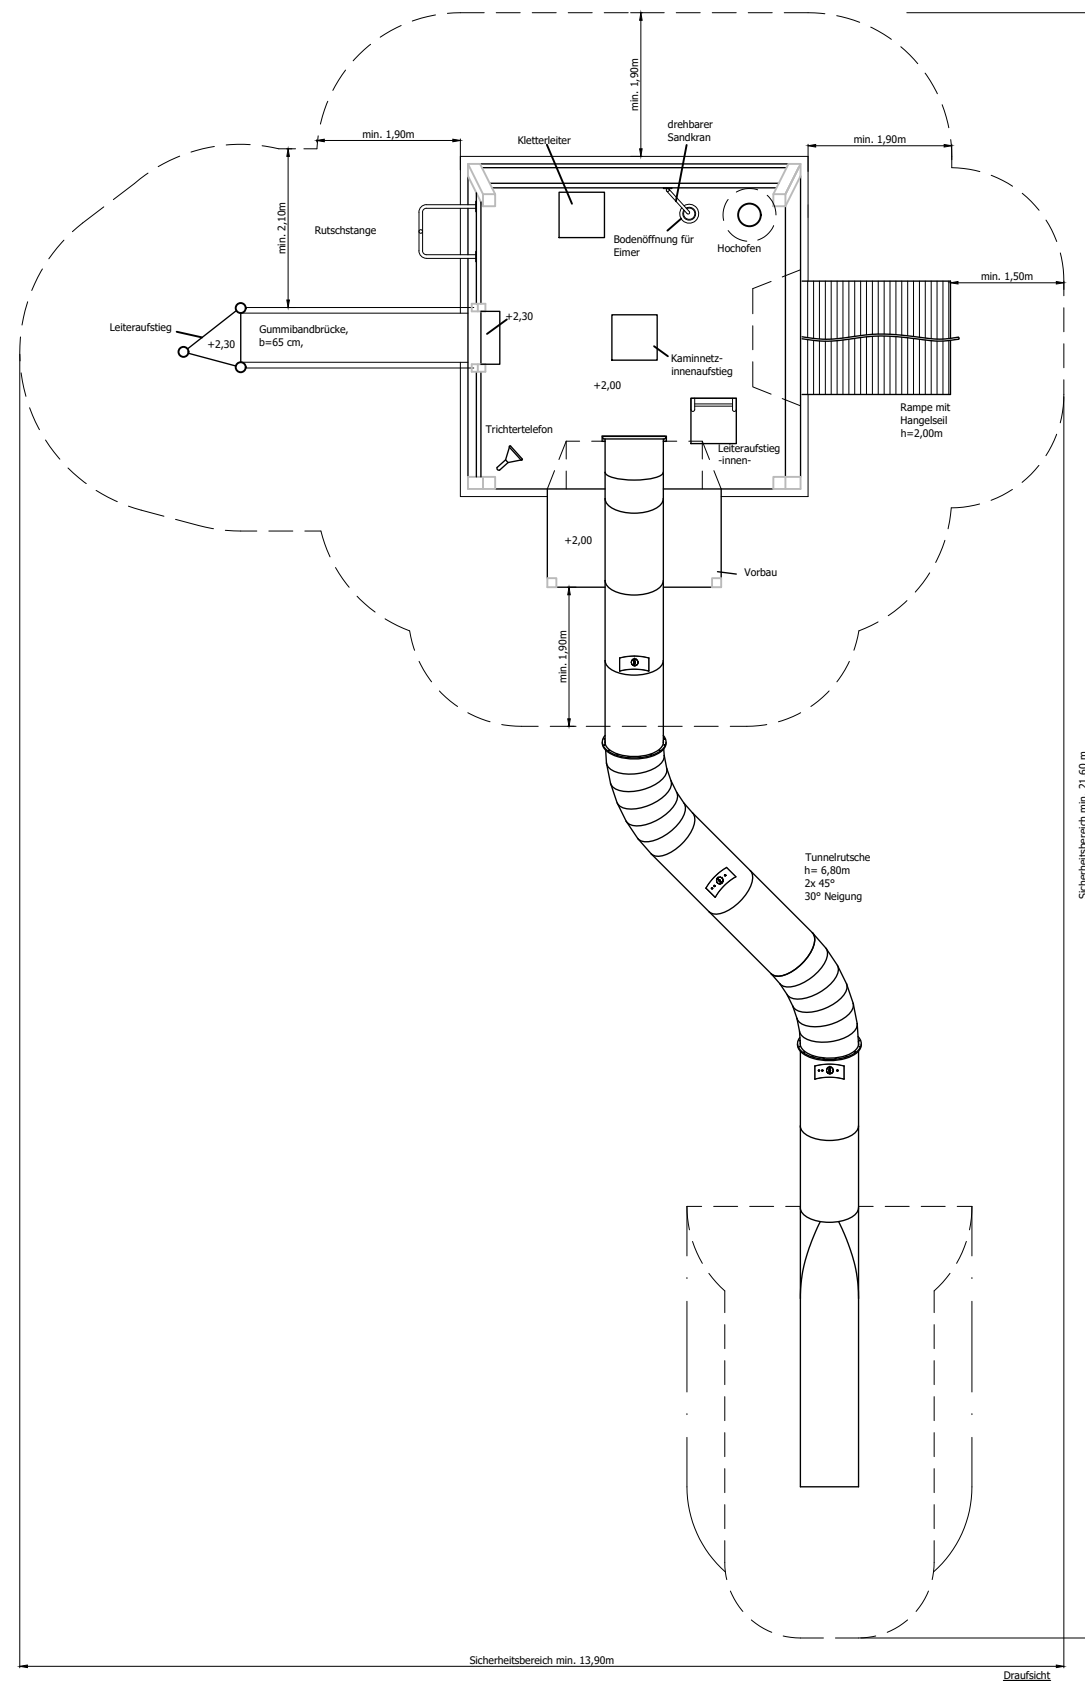 min. 1,90m
drehbarer
Sandkran
min. 1,90m
Kletterleiter
min. 1,90m
min. 2,10m
Rutschstange
Bodenöffnung für
Eimer
Hochofen
min. 1,50m
Leiteraufstieg
+2,30
Gummibandbrücke,
b=65 cm,
+2,30
Kaminnetz-
innenaufstieg
+2,00
Rampe mit
Hangelseil
h=2,00m
Trichtertelefon
Leiteraufstieg
-innen-
+2,00
Vorbau
min. 1,90m
Sicherheitsbereich min. 21,60 m
Tunnelrutsche
h= 6,80m
2x 45°
30° Neigung
Sicherheitsbereich min. 13,90m
Draufsicht